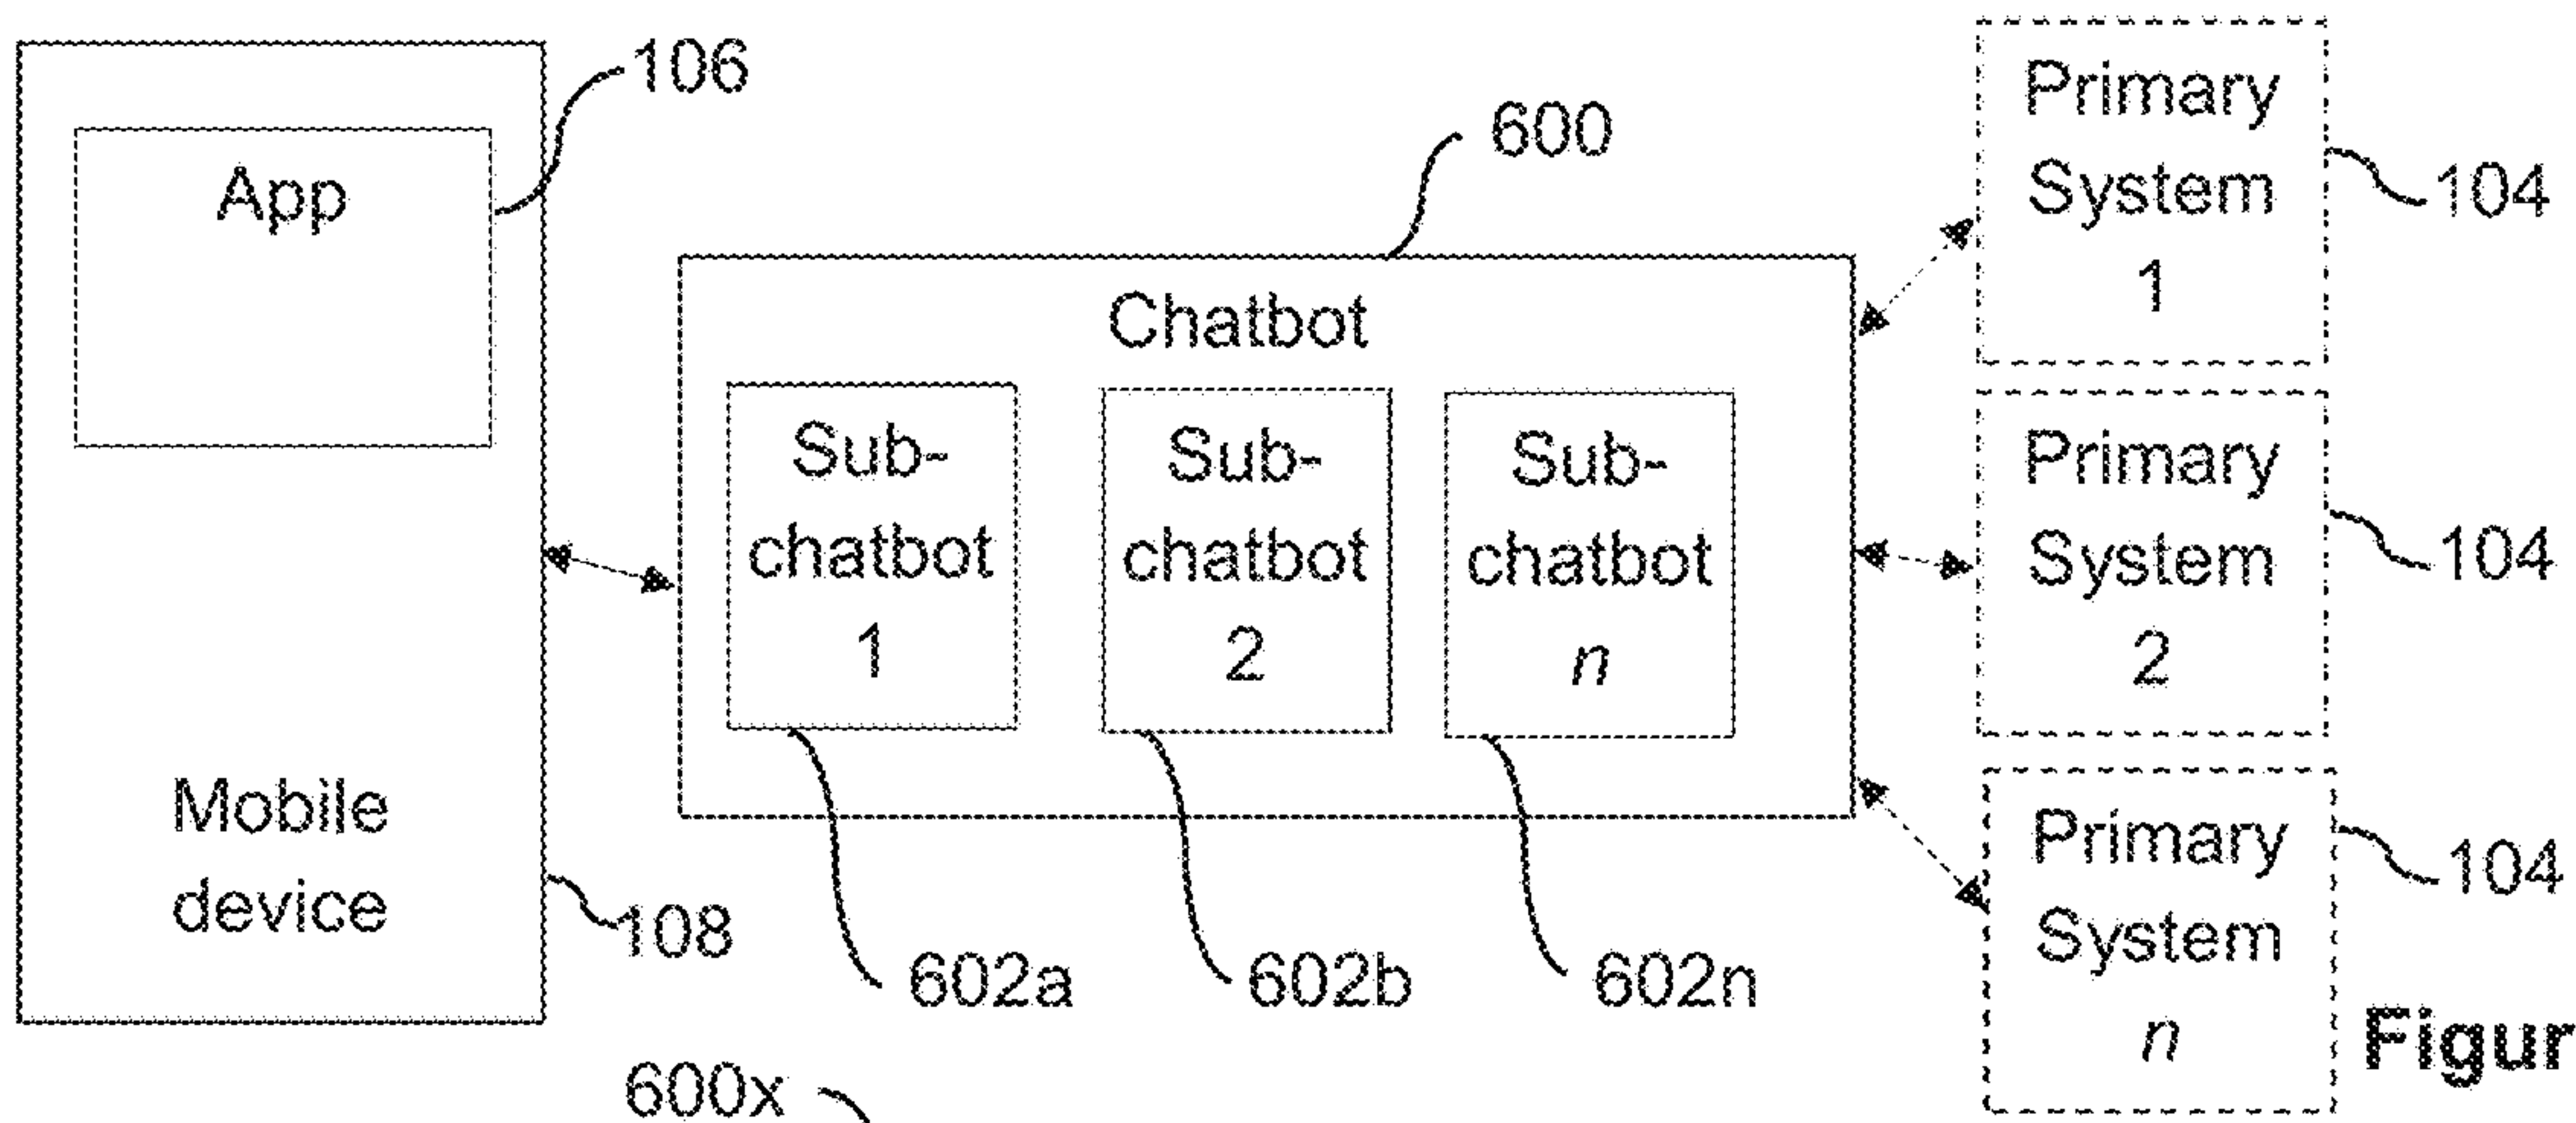 106
App
Mobile
device
108
600
Chatbot
Sub-
chatbot
1
Sub-
chatbot
2
Sub-
chatbot
n
602a
602b
602n
Primary
System
1
104
Primary
System
2
104
Primary
System
n
104
Figur
600x